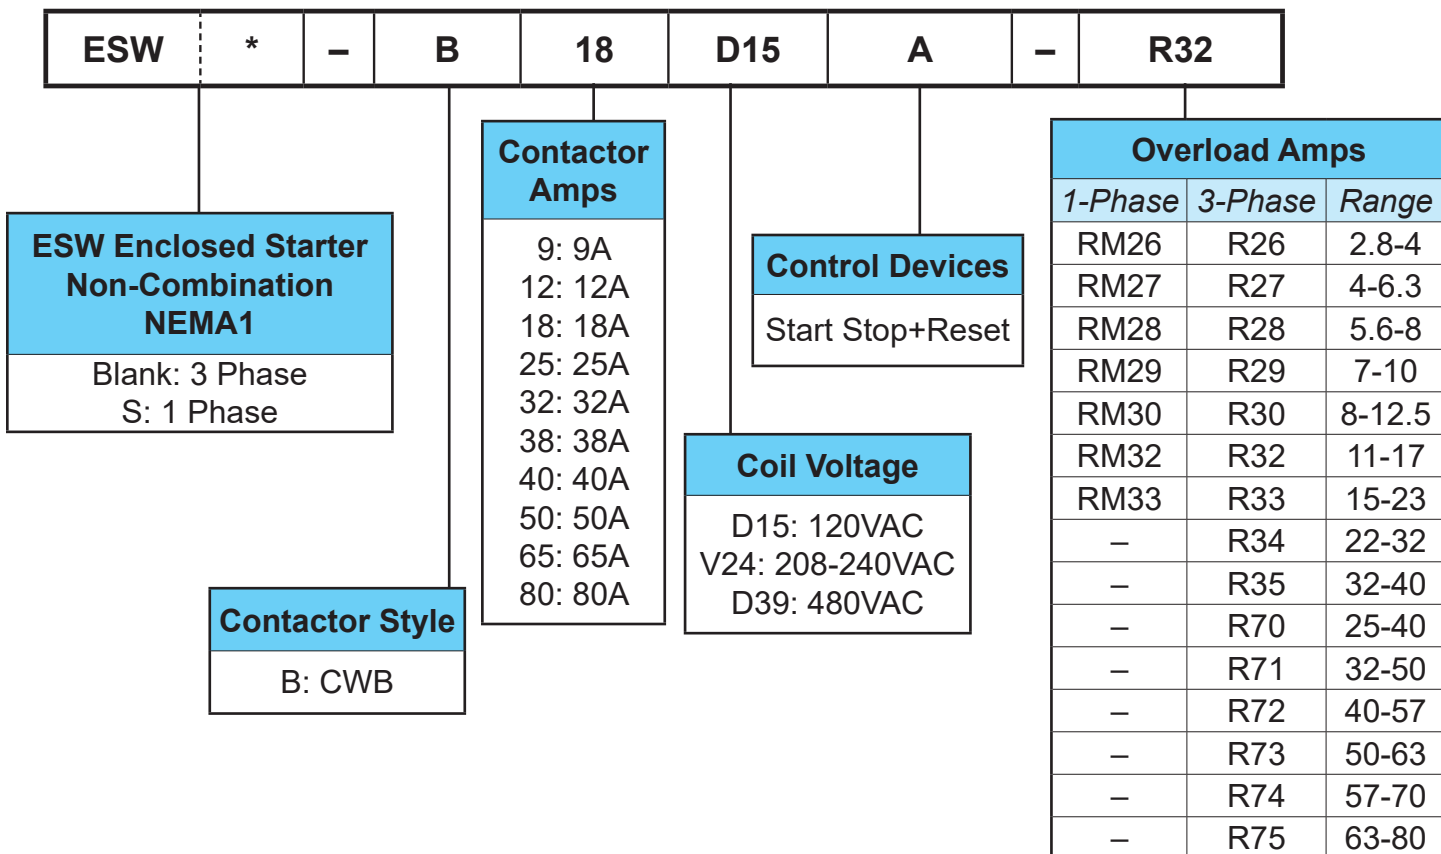 ESW * – B 18 D15 A – R32
ESW Enclosed Starter
Non-Combination
NEMA1
Blank: 3 Phase
S: 1 Phase
Contactor Style
B: CWB
Contactor
Amps
9: 9A
12: 12A
18: 18A
25: 25A
32: 32A
38: 38A
40: 40A
50: 50A
65: 65A
80: 80A
Coil Voltage
D15: 120VAC
V24: 208-240VAC
D39: 480VAC
Control Devices
Start Stop+Reset
Overload Amps
1-Phase 3-Phase Range
RM26 R26 2.8-4
RM27 R27 4-6.3
RM28 R28 5.6-8
RM29 R29 7-10
RM30 R30 8-12.5
RM32 R32 11-17
RM33 R33 15-23
– R34 22-32
– R35 32-40
– R70 25-40
– R71 32-50
– R72 40-57
– R73 50-63
– R74 57-70
– R75 63-80